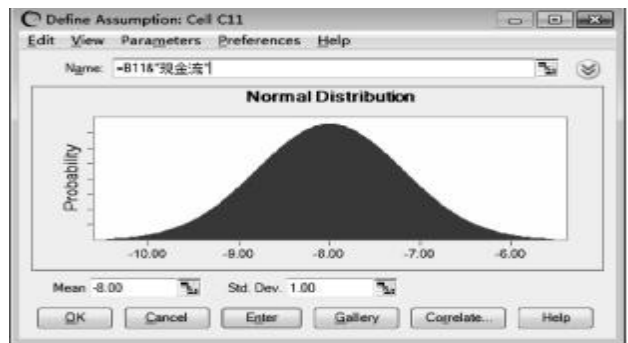 Define Assumption: Cell C11
Edit View Parameters Preferences Help
Name: =B11&"现金流"
Normal Distribution
Probability
-10.00 -9.00 -8.00 -7.00 -6.00
Mean -8.00 Std. Dev. 1.00
OK Cancel Enter Gallery Correlate... Help